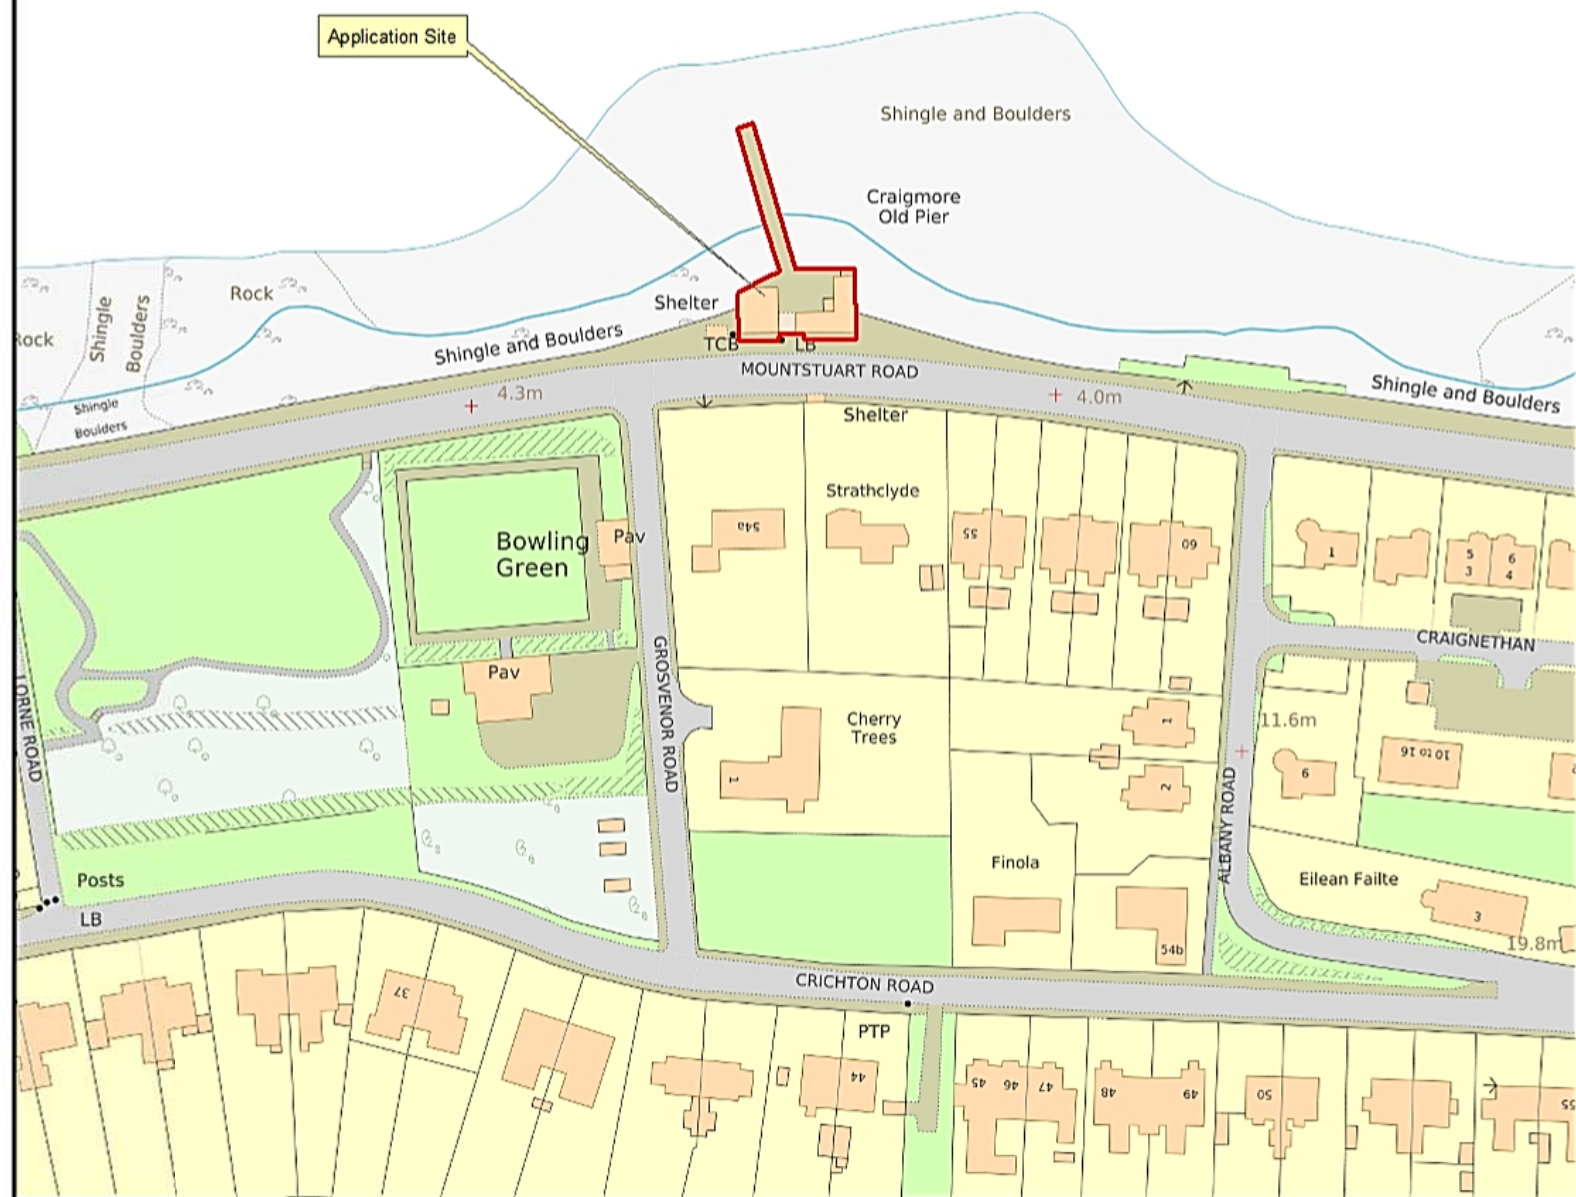 Application Site
Shingle and Boulders
Craigmore
Old Pier
Rock
Shelter
Shingle
Boulders
Rock
Shingle and Boulders
TCB
LB
MOUNTSTUART ROAD
4.3m
4.0m
Shingle and Boulders
Shingle
Boulders
Shelter
Strathclyde
54a
55
60
Bowling
Green
Pav
1
5
3
6
4
CRAIGNETHAN
Pav
GROSVENOR ROAD
LORNE ROAD
Cherry
Trees
1
1
2
11.6m
10 to 16
6
ALBANY ROAD
Finola
Eilean Failte
3
54b
19.8m
Posts
LB
CRICHTON ROAD
PTP
37
44
45
46
47
48
49
50
55